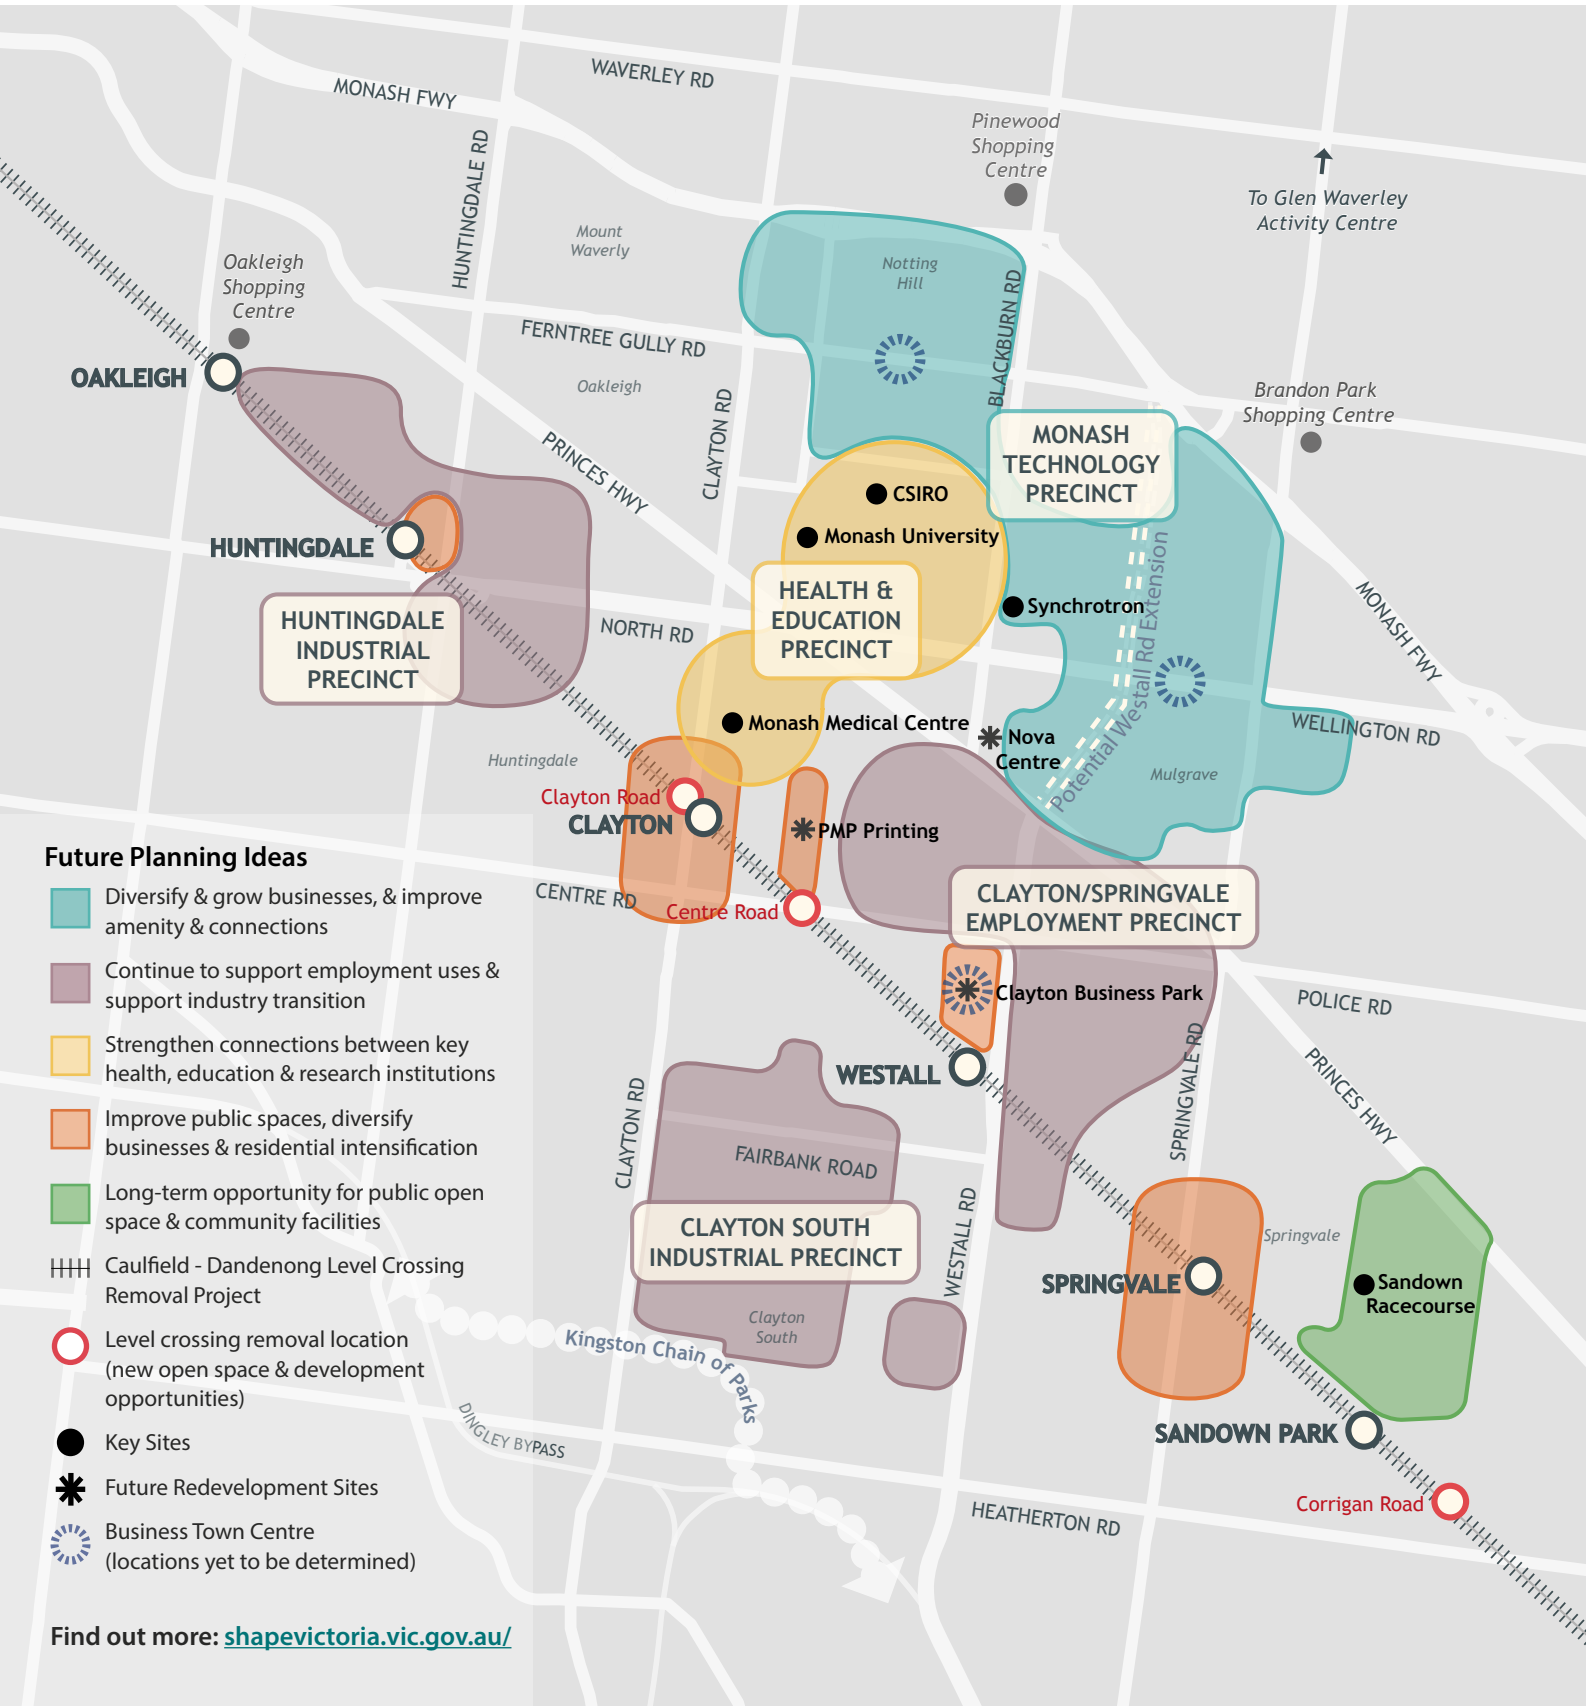 WAVERLEY RD
MONASH FWY
HUNTINGDALE RD
Pinewood
Shopping
Centre
To Glen Waverley
Activity Centre
Mount
Waverly
Notting
Hill
Oakleigh
Shopping
Centre
BLACKBURN RD
FERNTREE GULLY RD
OAKLEIGH
Oakleigh
CLAYTON RD
Brandon Park
Shopping Centre
PRINCES HWY
MONASH
TECHNOLOGY
PRECINCT
CSIRO
Monash University
HUNTINGDALE
HEALTH &
EDUCATION
PRECINCT
Synchrotron
Potential Westall Rd Extension
MONASH FWY
HUNTINGDALE
INDUSTRIAL
PRECINCT
NORTH RD
Monash Medical Centre
Nova
Centre
WELLINGTON RD
Mulgrave
Huntingdale
Clayton Road
CLAYTON
PMP Printing
CENTRE RD
Centre Road
CLAYTON/SPRINGVALE
EMPLOYMENT PRECINCT
Clayton Business Park
POLICE RD
WESTALL
SPRINGVALE RD
PRINCES HWY
CLAYTON RD
FAIRBANK ROAD
CLAYTON SOUTH
INDUSTRIAL PRECINCT
WESTALL RD
Springvale
SPRINGVALE
Sandown
Racecourse
Clayton
South
Kingston Chain of Parks
DINGLEY BYPASS
SANDOWN PARK
Corrigan Road
HEATHERTON RD
Future Planning Ideas
Diversify & grow businesses, & improve
amenity & connections
Continue to support employment uses &
support industry transition
Strengthen connections between key
health, education & research institutions
Improve public spaces, diversify
businesses & residential intensification
Long-term opportunity for public open
space & community facilities
Caulfield - Dandenong Level Crossing
Removal Project
Level crossing removal location
(new open space & development
opportunities)
Key Sites
Future Redevelopment Sites
Business Town Centre
(locations yet to be determined)
Find out more: shapevictoria.vic.gov.au/